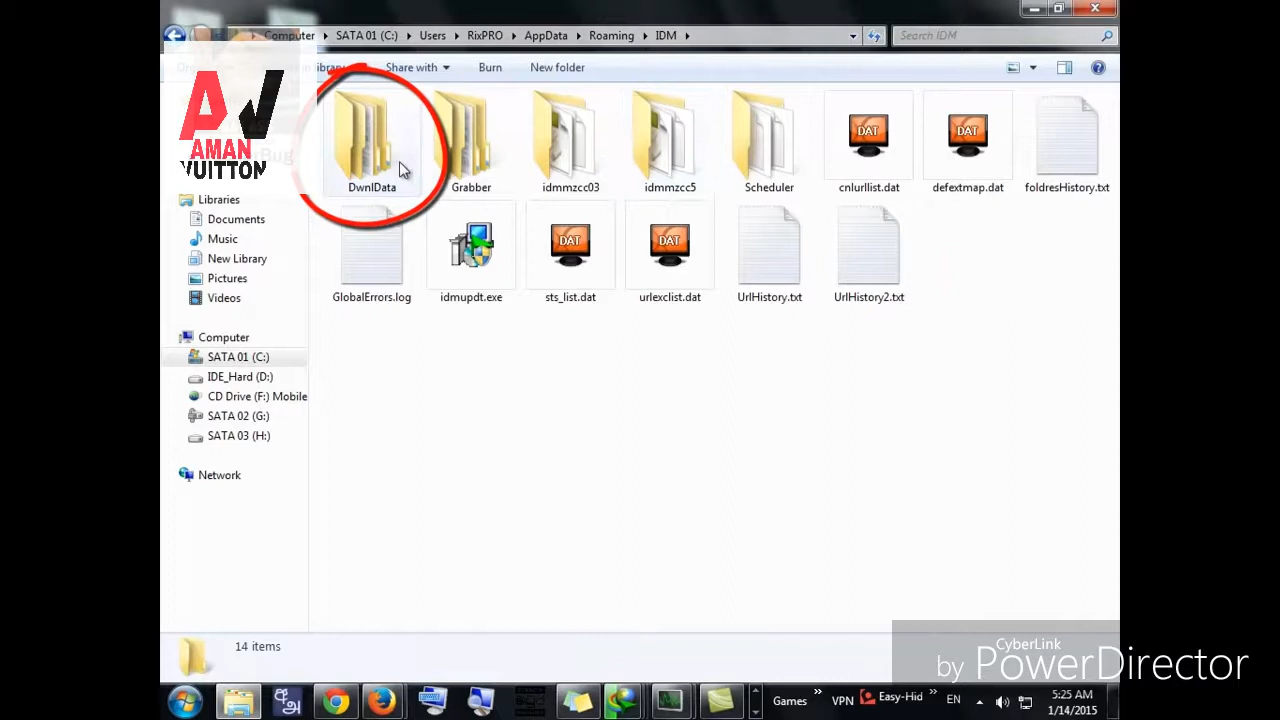 Computer ▸ SATA 01 (C:) ▸ Users ▸ RixPRO ▸ AppData ▸ Roaming ▸ IDM ▸
Search IDM
Share with
Burn
New folder
AV
AMAN
VUITTON
DwnlData
Grabber
idmmzcc03
idmmzcc5
Scheduler
cnlurllist.dat
defextmap.dat
foldresHistory.txt
DAT
DAT
GlobalErrors.log
idmupdt.exe
sts_list.dat
urlexclist.dat
UrlHistory.txt
UrlHistory2.txt
DAT
DAT
Libraries
Documents
Music
New Library
Pictures
Videos
Computer
SATA 01 (C:)
IDE_Hard (D:)
CD Drive (F:) Mobile
SATA 02 (G:)
SATA 03 (H:)
Network
14 items
CyberLink
by PowerDirector
Games
»
VPN
Easy-Hid
»
EN
5:25 AM
1/14/2015